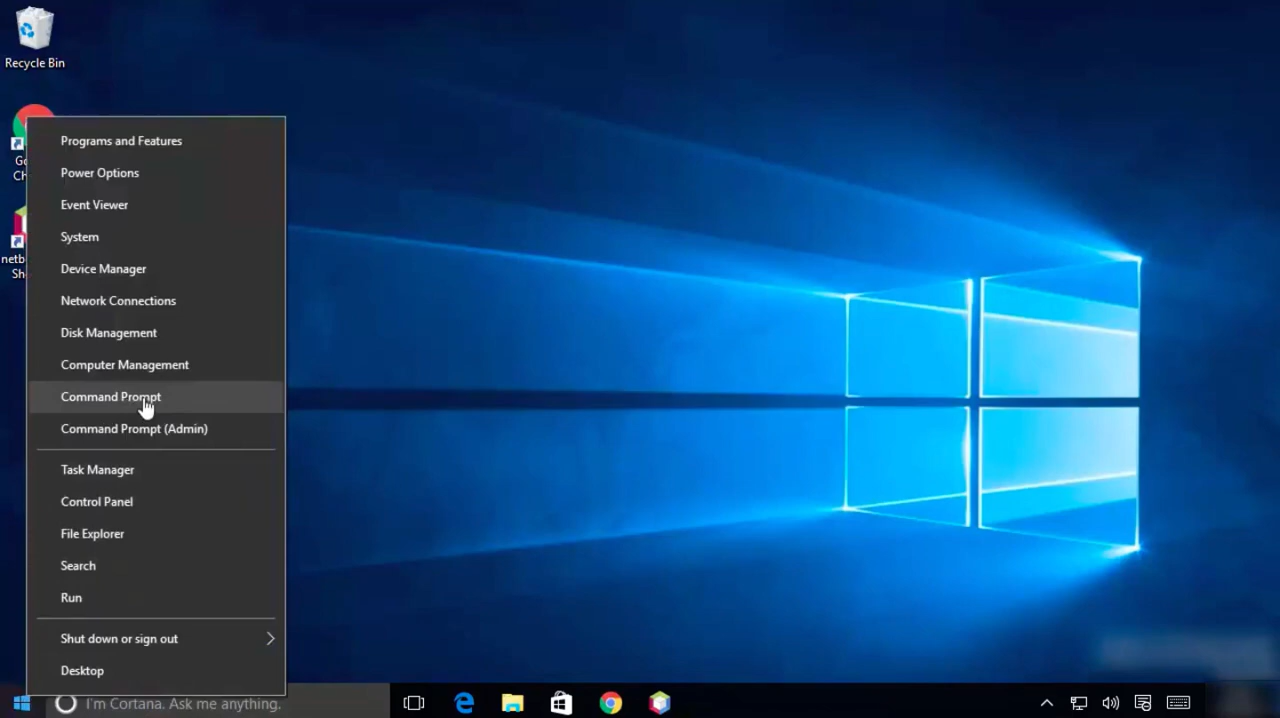 Recycle Bin
Programs and Features
Power Options
Event Viewer
System
Device Manager
Network Connections
Disk Management
Computer Management
Command Prompt
Command Prompt (Admin)
Task Manager
Control Panel
File Explorer
Search
Run
Shut down or sign out
Desktop
I'm Cortana. Ask me anything.